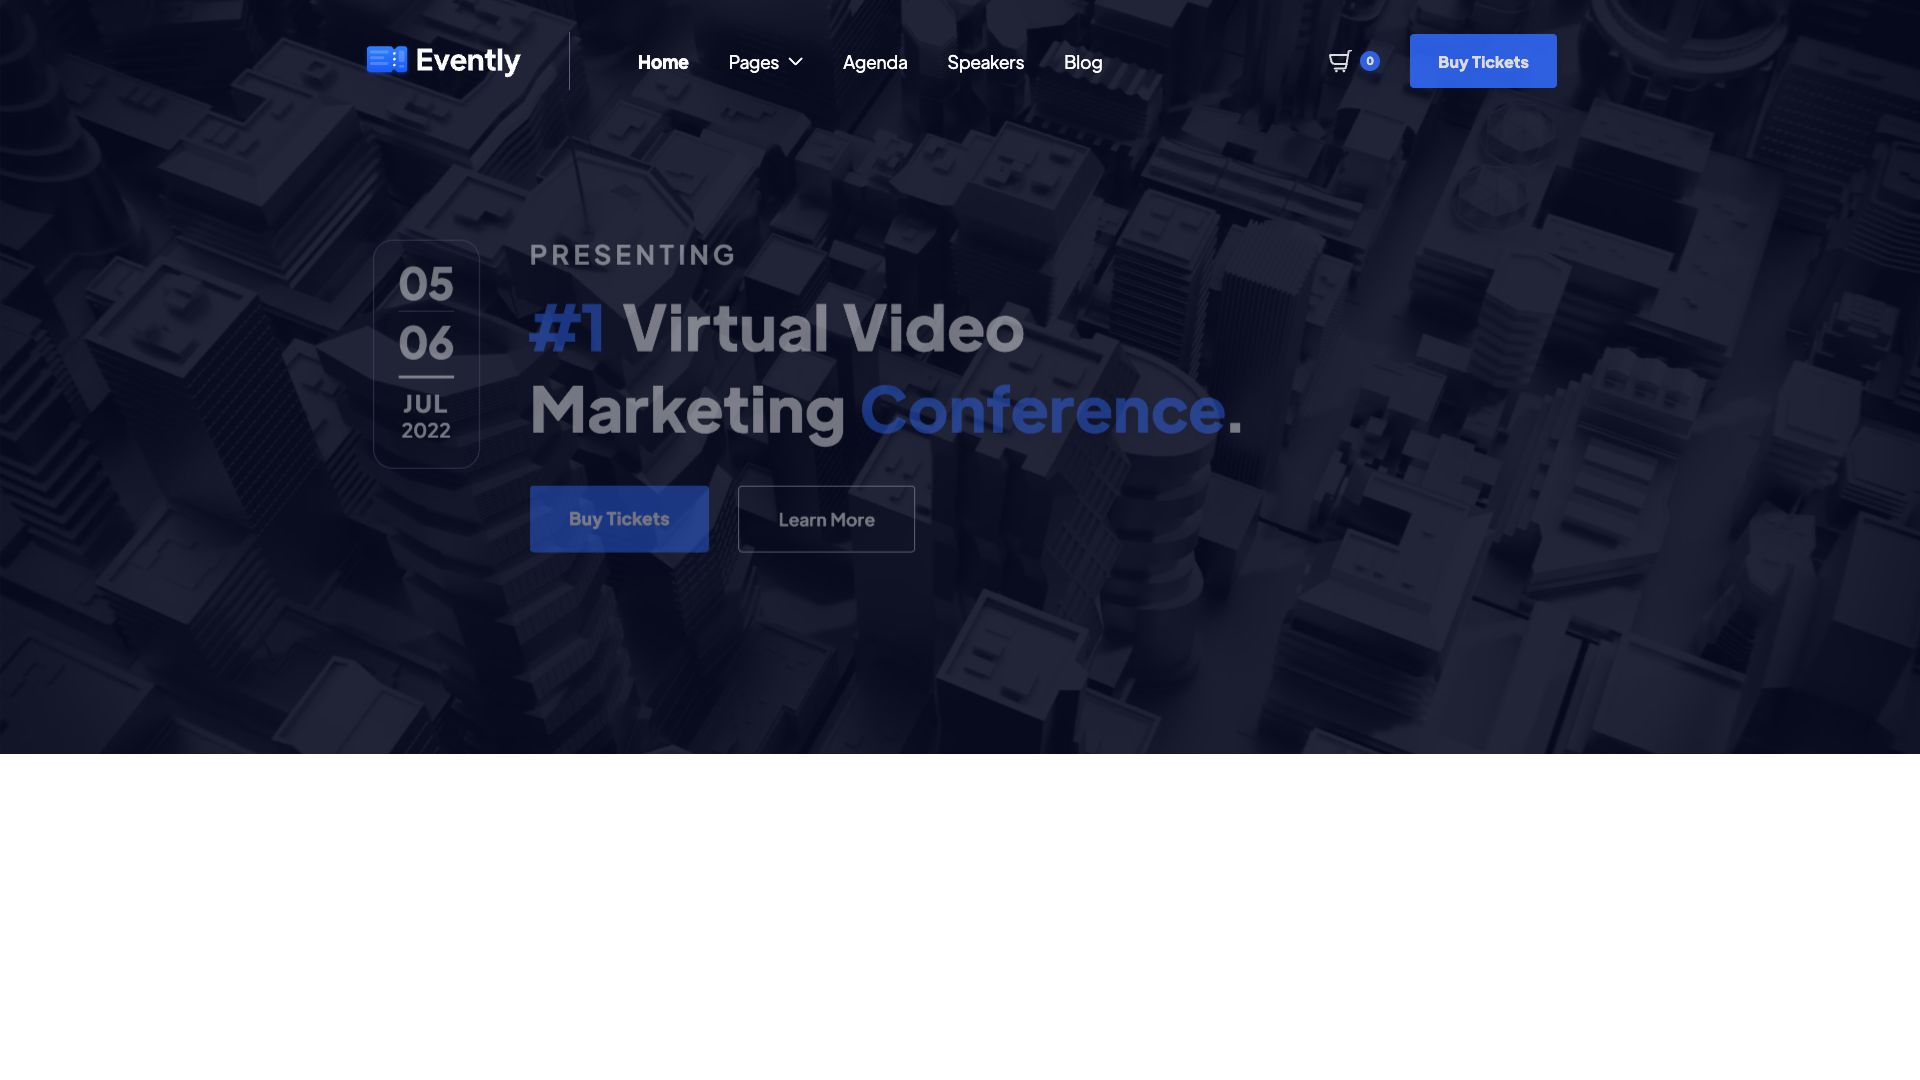 Evently
Home
Pages
Agenda
Speakers
Blog
0
Buy Tickets
05
06
JUL
2022
PRESENTING
#1 Virtual Video
Marketing Conference.
Buy Tickets
Learn More